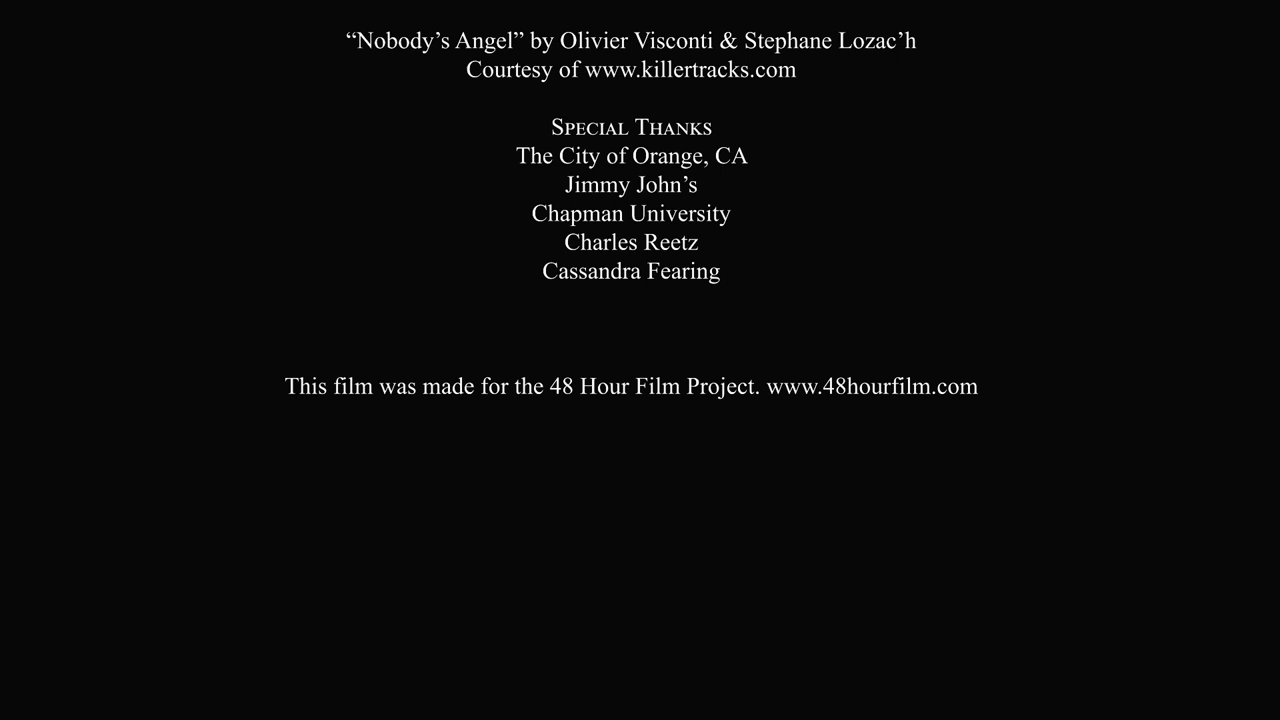 “Nobody’s Angel” by Olivier Visconti & Stephane Lozac’h
Courtesy of www.killertracks.com
Special Thanks
The City of Orange, CA
Jimmy John’s
Chapman University
Charles Reetz
Cassandra Fearing
This film was made for the 48 Hour Film Project. www.48hourfilm.com